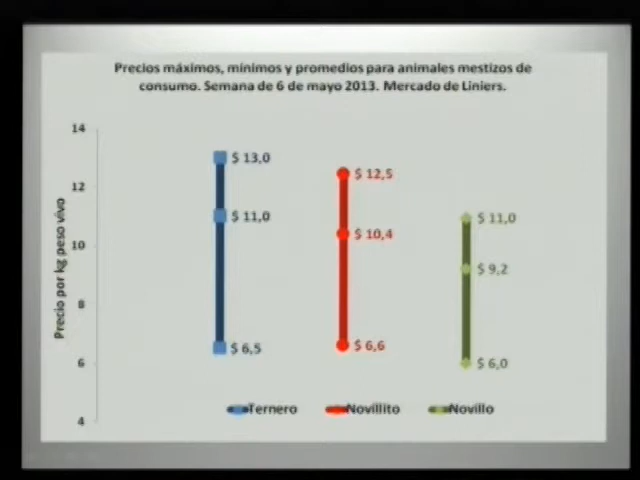 Precios máximos, mínimos y promedios para animales mestizos de
consumo. Semana de 6 de mayo 2013. Mercado de Liniers.
Precio por kg peso vivo
14
12
10
8
6
4
$ 13,0
$ 11,0
$ 6,5
$ 12,5
$ 10,4
$ 6,6
$ 11,0
$ 9,2
$ 6,0
Ternero
Novillito
Novillo